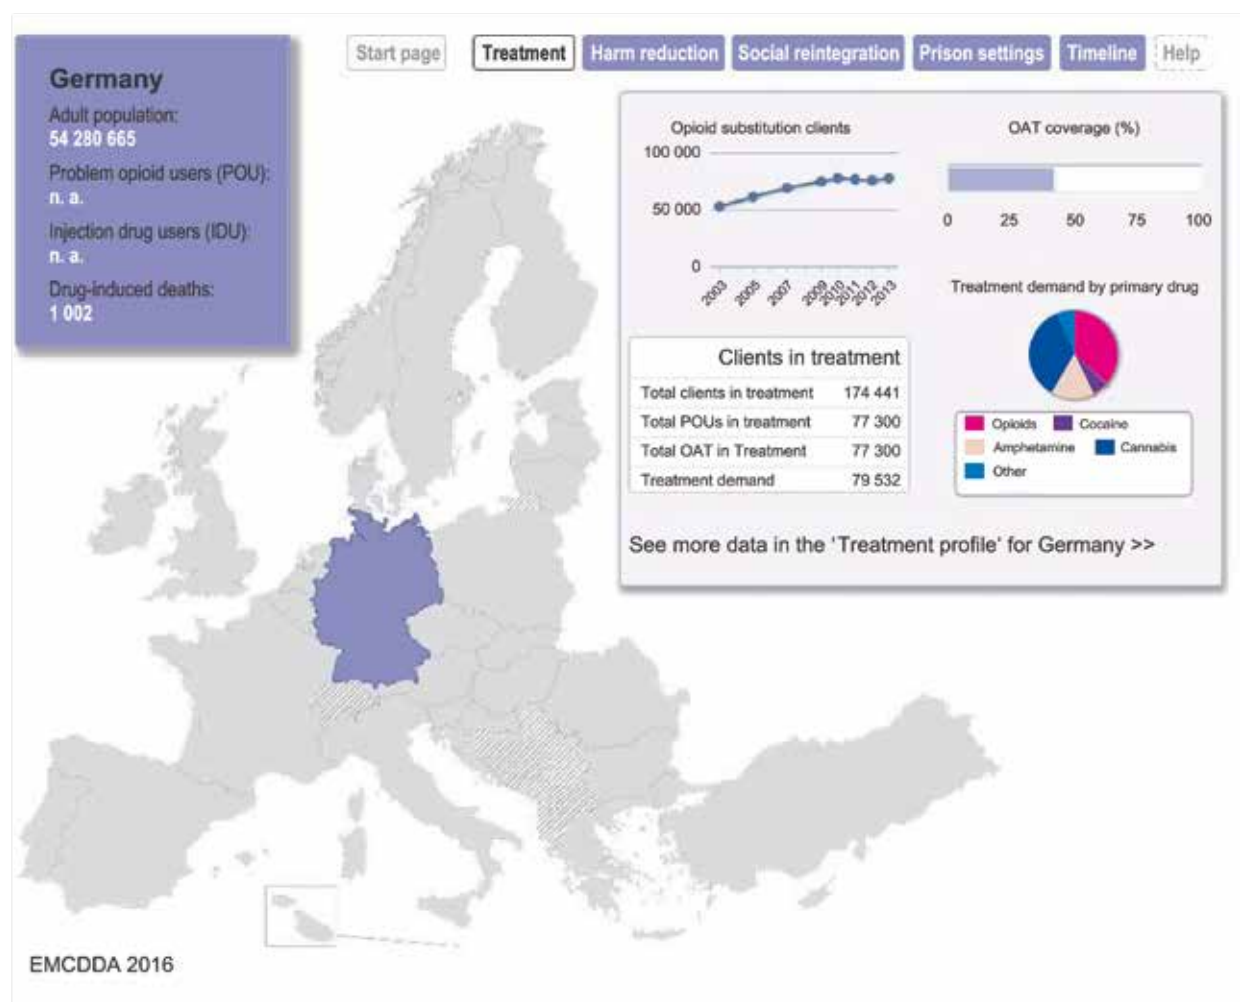 Germany
Adult population:
54 280 665
Problem opioid users (POU):
n. a.
Injection drug users (IDU):
n. a.
Drug-induced deaths:
1 002
Start page
Treatment
Harm reduction
Social reintegration
Prison settings
Timeline
Help
Opioid substitution clients
100 000
50 000
0
2003
2005
2007
2009
2010
2011
2012
2013
OAT coverage (%)
0 25 50 75 100
Treatment demand by primary drug
Opioids Cocaine
Amphetamine Cannabis
Other
Clients in treatment
Total clients in treatment 174 441
Total POUs in treatment 77 300
Total OAT in Treatment 77 300
Treatment demand 79 532
See more data in the 'Treatment profile' for Germany >>
EMCDDA 2016